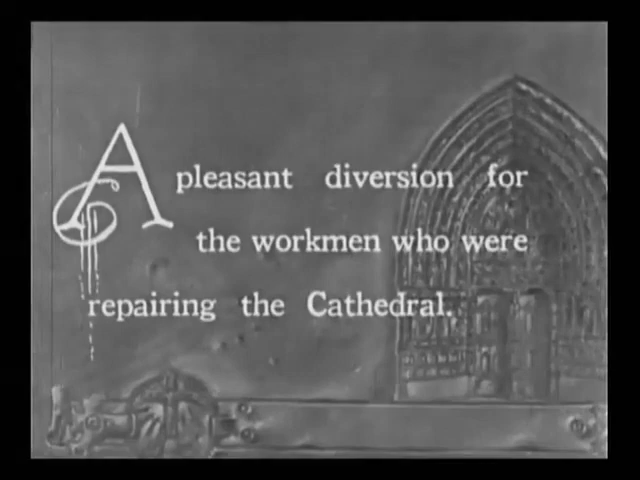 A pleasant diversion for
the workmen who were
repairing the Cathedral.